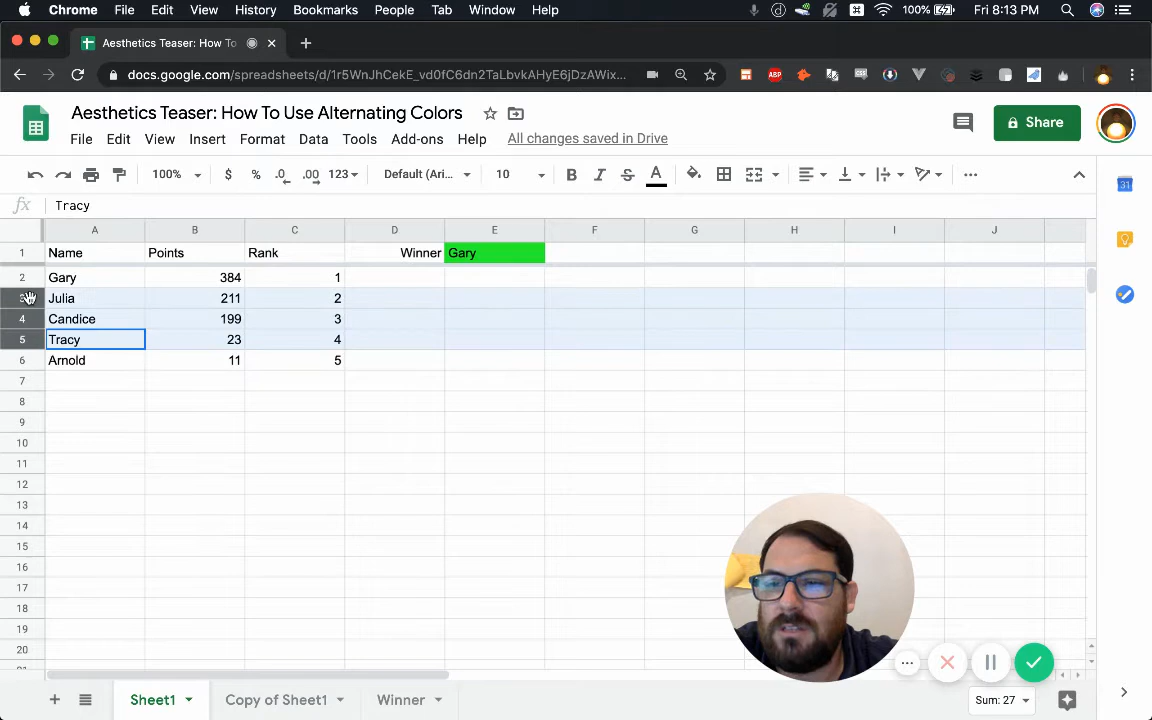 Chrome File Edit View History Bookmarks People Tab Window Help 100% Fri 8:13 PM
Aesthetics Teaser: How To
docs.google.com/spreadsheets/d/1r5WnJhCekE_vd0fC6dn2TaLbvkAHyE6jDzAWix...
ABP
Aesthetics Teaser: How To Use Alternating Colors
Share
File Edit View Insert Format Data Tools Add-ons Help All changes saved in Drive
100% $ % .0 .00 123 Default (Ari... 10 B I S A
31
fx Tracy
A B C D E F G H I J
1 Name Points Rank Winner Gary
2 Gary 384 1
3 Julia 211 2
4 Candice 199 3
5 Tracy 23 4
6 Arnold 11 5
7
8
9
10
11
12
13
14
15
16
17
18
19
20
Sheet1 Copy of Sheet1 Winner Sum: 27